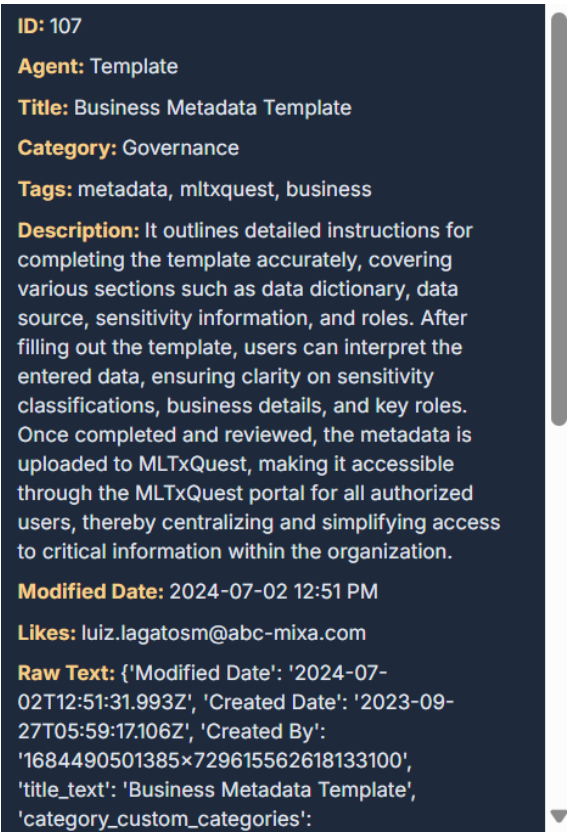 ID: 107
Agent: Template
Title: Business Metadata Template
Category: Governance
Tags: metadata, mltxquest, business
Description: It outlines detailed instructions for
completing the template accurately, covering
various sections such as data dictionary, data
source, sensitivity information, and roles. After
filling out the template, users can interpret the
entered data, ensuring clarity on sensitivity
classifications, business details, and key roles.
Once completed and reviewed, the metadata is
uploaded to MLTxQuest, making it accessible
through the MLTxQuest portal for all authorized
users, thereby centralizing and simplifying access
to critical information within the organization.
Modified Date: 2024-07-02 12:51 PM
Likes: luiz.lagatosm@abc-mixa.com
Raw Text: {'Modified Date': '2024-07-
02T12:51:31.993Z', 'Created Date': '2023-09-
27T05:59:17.106Z', 'Created By':
'1684490501385×729615562618133100',
'title_text': 'Business Metadata Template',
'category_custom_categories':